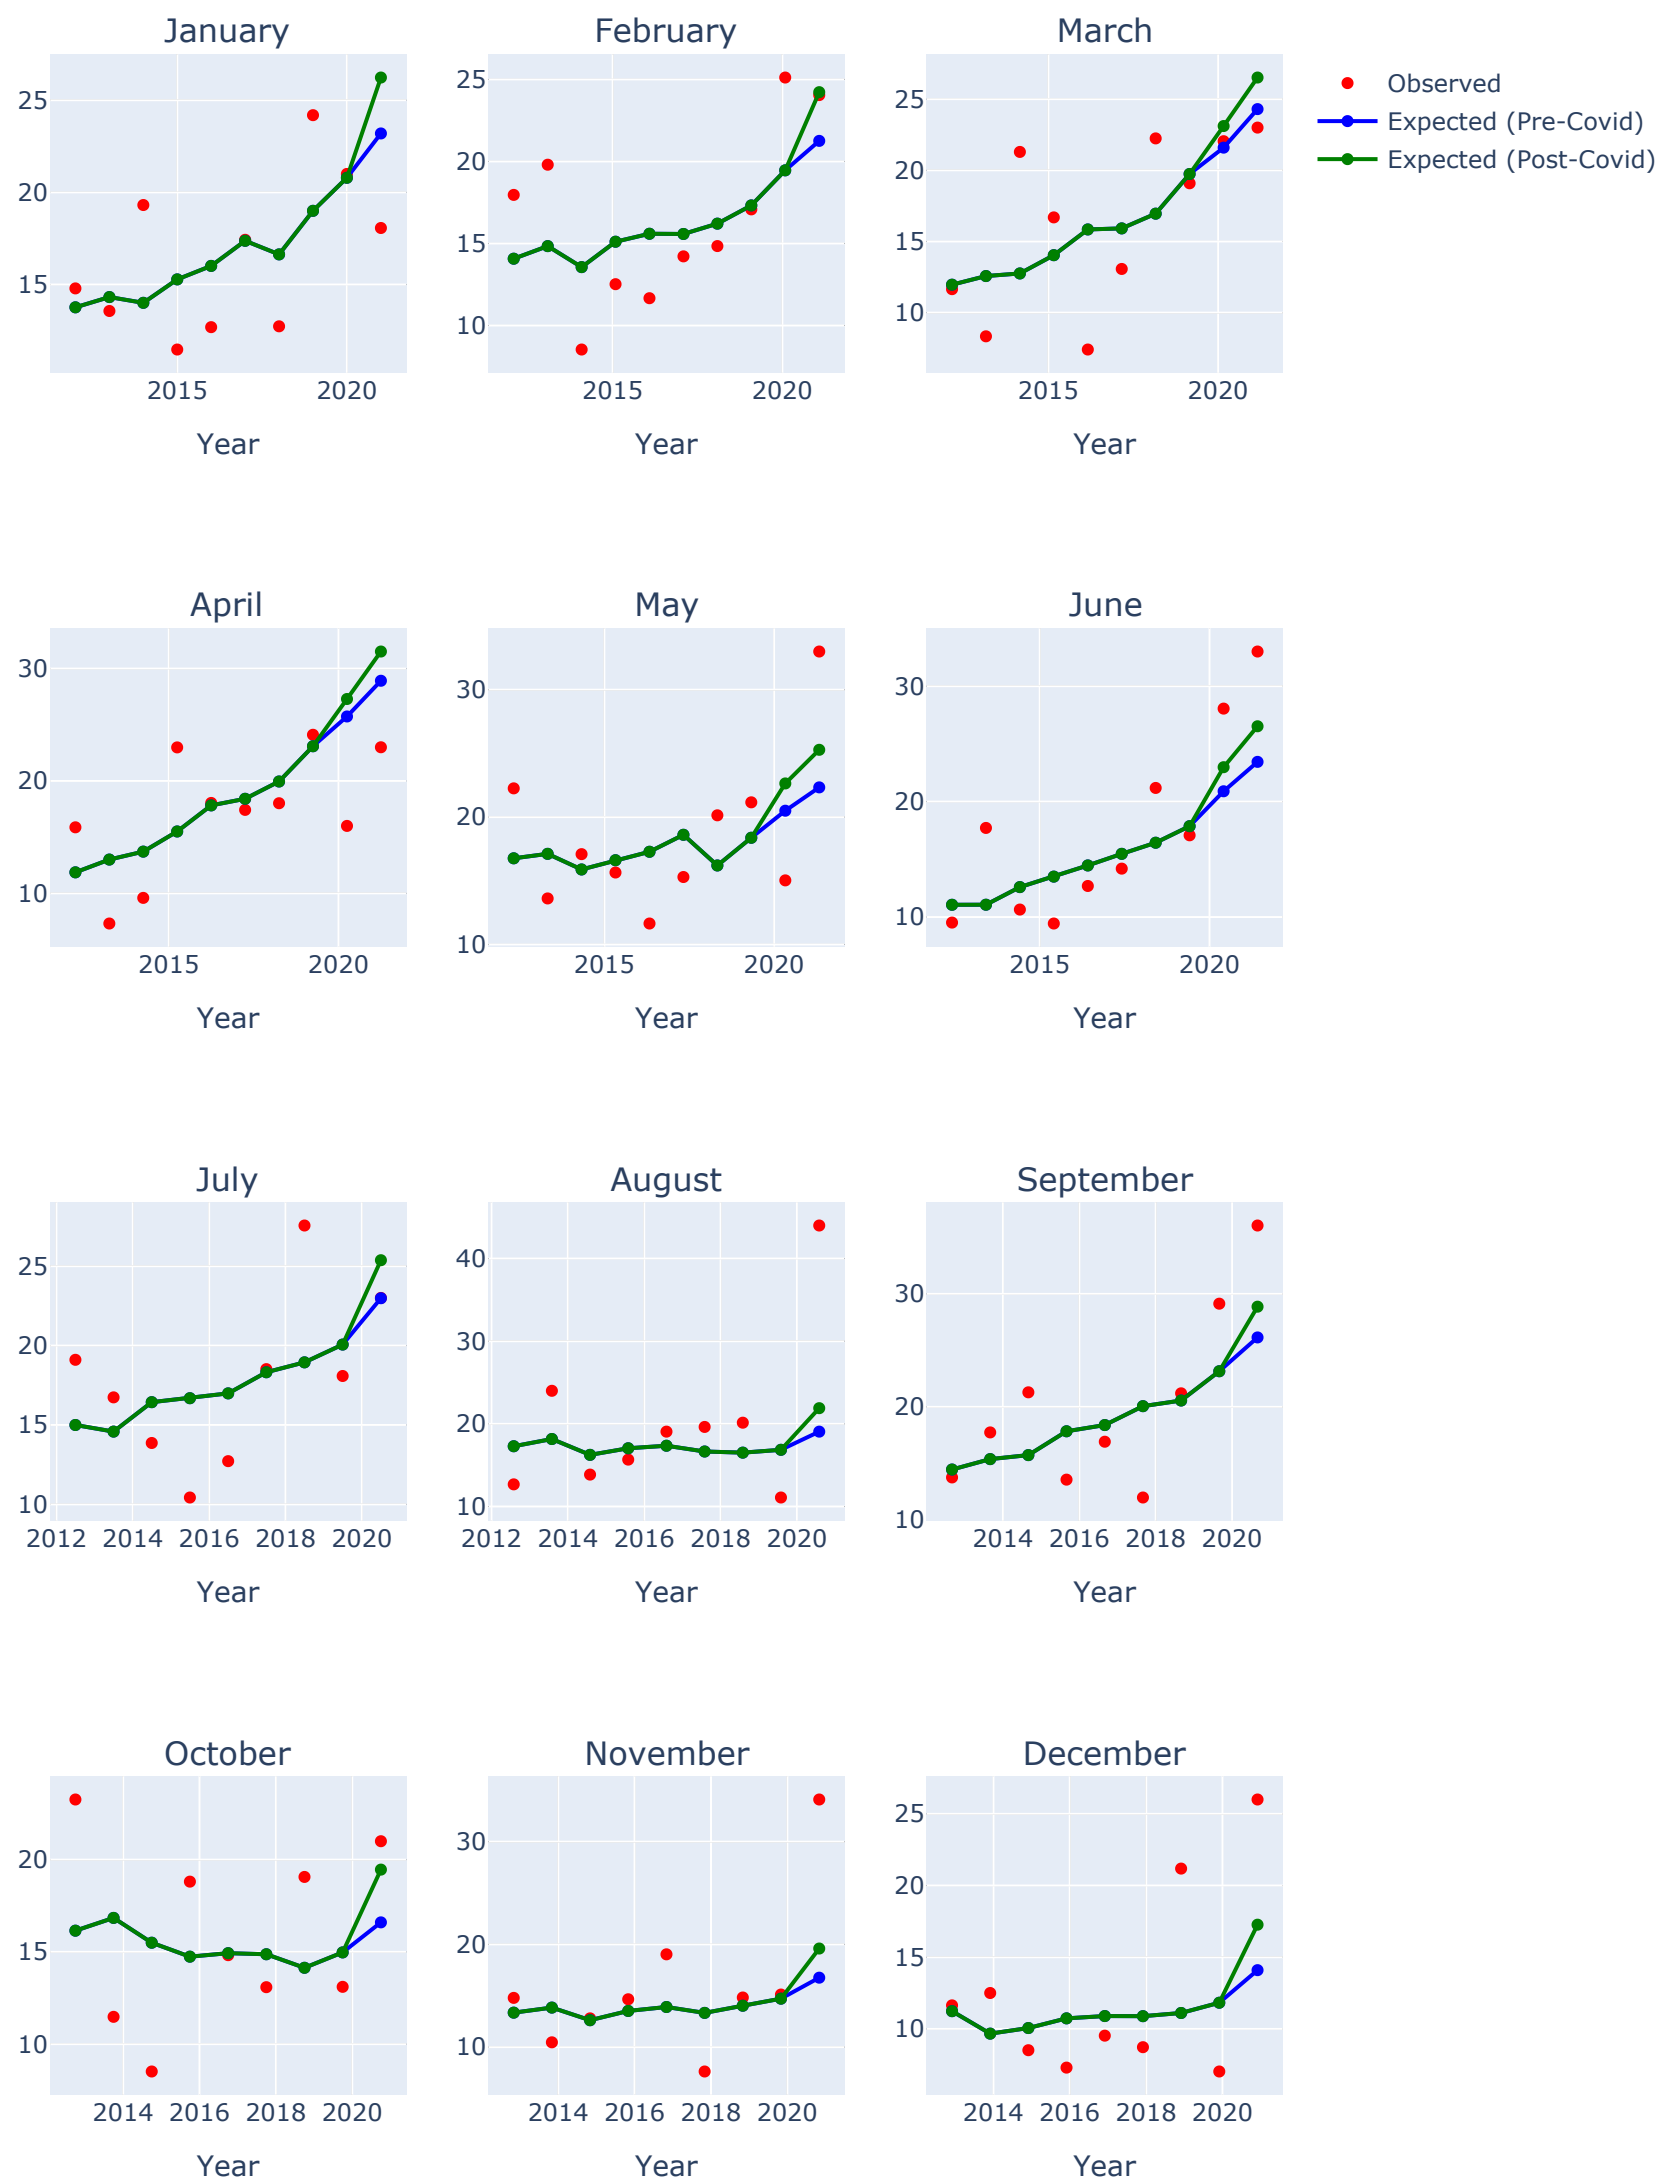 January
February
March
Observed
Expected (Pre-Covid)
Expected (Post-Covid)
25
20
15
2015
2020
Year
25
20
15
10
2015
2020
Year
25
20
15
10
2015
2020
Year
April
May
June
30
20
10
2015
2020
Year
30
20
10
2015
2020
Year
30
20
10
2015
2020
Year
July
August
September
25
20
15
10
2012
2014
2016
2018
2020
Year
40
30
20
10
2012
2014
2016
2018
2020
Year
30
20
10
2014
2016
2018
2020
Year
October
November
December
20
15
10
2014
2016
2018
2020
Year
30
20
10
2014
2016
2018
2020
Year
25
20
15
10
2014
2016
2018
2020
Year